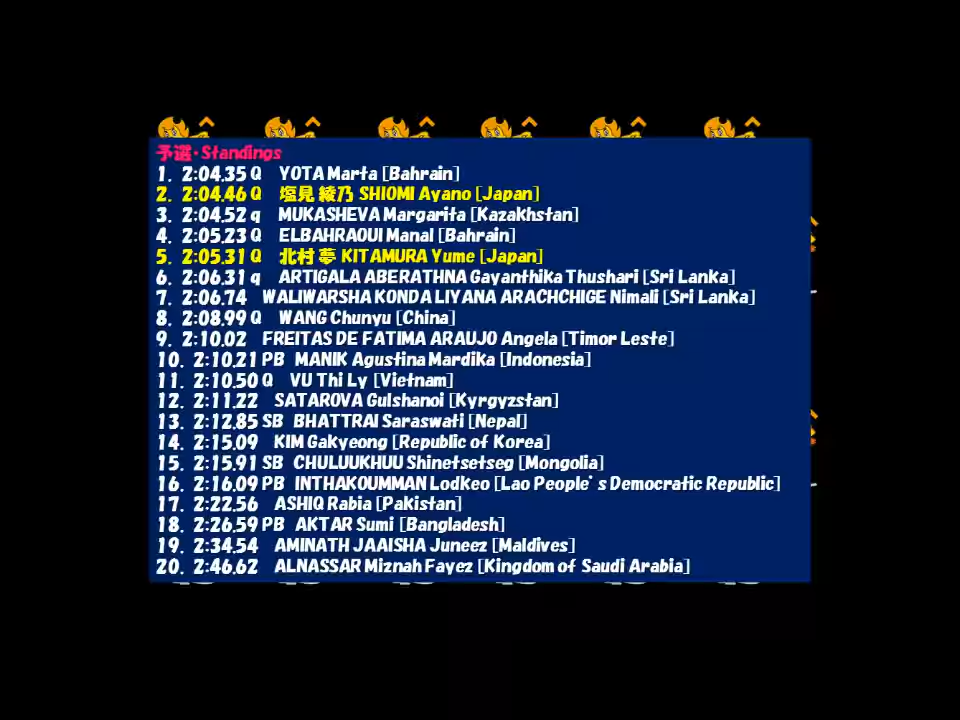 予選・Standings
1. 2:04.35 Q YOTA Marta [Bahrain]
2. 2:04.46 Q 塩見 綾乃 SHIOMI Ayano [Japan]
3. 2:04.52 q MUKASHEVA Margarita [Kazakhstan]
4. 2:05.23 Q ELBAHRAOUI Manal [Bahrain]
5. 2:05.31 Q 北村 夢 KITAMURA Yume [Japan]
6. 2:06.31 q ARTIGALA ABERATHNA Gayanthika Thushari [Sri Lanka]
7. 2:06.74 WALIWARSHA KONDA LIYANA ARACHCHIGE Nimali [Sri Lanka]
8. 2:08.99 Q WANG Chunyu [China]
9. 2:10.02 FREITAS DE FATIMA ARAUJO Angela [Timor Leste]
10. 2:10.21 PB MANIK Agustina Mardika [Indonesia]
11. 2:10.50 Q VU Thi Ly [Vietnam]
12. 2:11.22 SATAROVA Gulshanoi [Kyrgyzstan]
13. 2:12.85 SB BHATTRAI Saraswati [Nepal]
14. 2:15.09 KIM Gakyeong [Republic of Korea]
15. 2:15.91 SB CHULUUKHUU Shinetsetseg [Mongolia]
16. 2:16.09 PB INTHAKOUMMAN Lodkeo [Lao People's Democratic Republic]
17. 2:22.56 ASHIQ Rabia [Pakistan]
18. 2:26.59 PB AKTAR Sumi [Bangladesh]
19. 2:34.54 AMINATH JAAISHA Juneez [Maldives]
20. 2:46.62 ALNASSAR Miznah Fayez [Kingdom of Saudi Arabia]